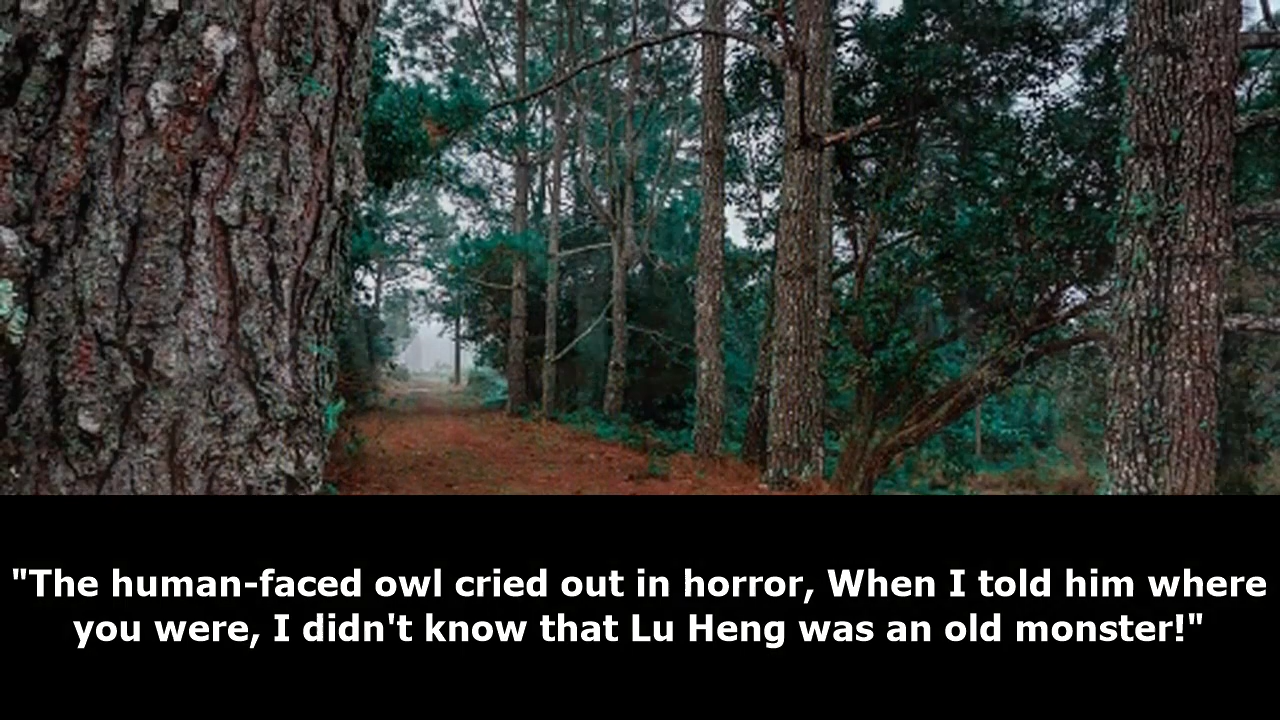 "The human-faced owl cried out in horror, When I told him where
you were, I didn't know that Lu Heng was an old monster!"